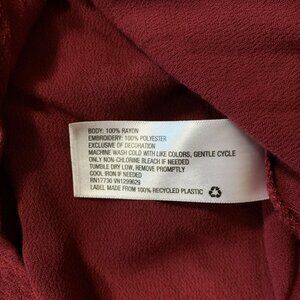 BODY: 100% RAYON
EMBROIDERY: 100% POLYESTER
EXCLUSIVE OF DECORATION
MACHINE WASH COLD WITH LIKE COLORS, GENTLE CYCLE
ONLY NON-CHLORINE BLEACH IF NEEDED
TUMBLE DRY LOW, REMOVE PROMPTLY
COOL IRON IF NEEDED
RN17730 VN1299629
LABEL MADE FROM 100% RECYCLED PLASTIC